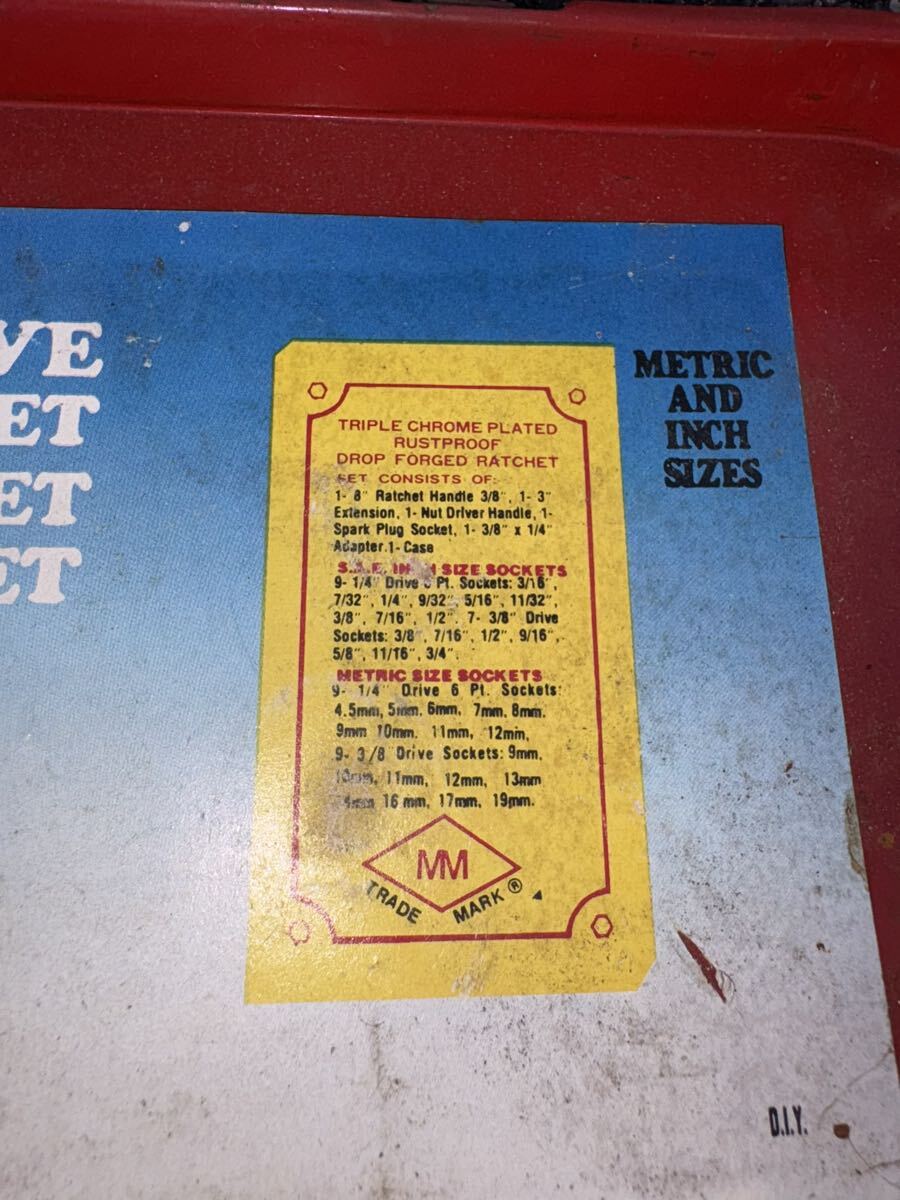 VE
ET
ET
ET
METRIC
AND
INCH
SIZES
TRIPLE CHROME PLATED
RUSTPROOF
DROP FORGED RATCHET
SET CONSISTS OF:
1- 8" Ratchet Handle 3/8", 1- 3"
Extension, 1- Nut Driver Handle, 1-
Spark Plug Socket, 1- 3/8" x 1/4"
Adapter.1- Case
S.A.E. INCH SIZE SOCKETS
9- 1/4" Drive Pt. Sockets: 3/16",
7/32", 1/4", 9/32", 5/16", 11/32",
3/8", 7/16", 1/2". 7- 3/8" Drive
Sockets: 3/8", 7/16", 1/2", 9/16",
5/8", 11/16", 3/4".
METRIC SIZE SOCKETS
9- 1/4" Drive 6 Pt. Sockets:
4.5mm, 5mm, 6mm, 7mm, 8mm.
9mm 10mm. 11mm, 12mm,
9- 3/8 Drive Sockets: 9mm,
10mm, 11mm, 12mm, 13mm
14mm 16mm, 17mm, 19mm.
MM
TRADE MARK ®
D.I.Y.